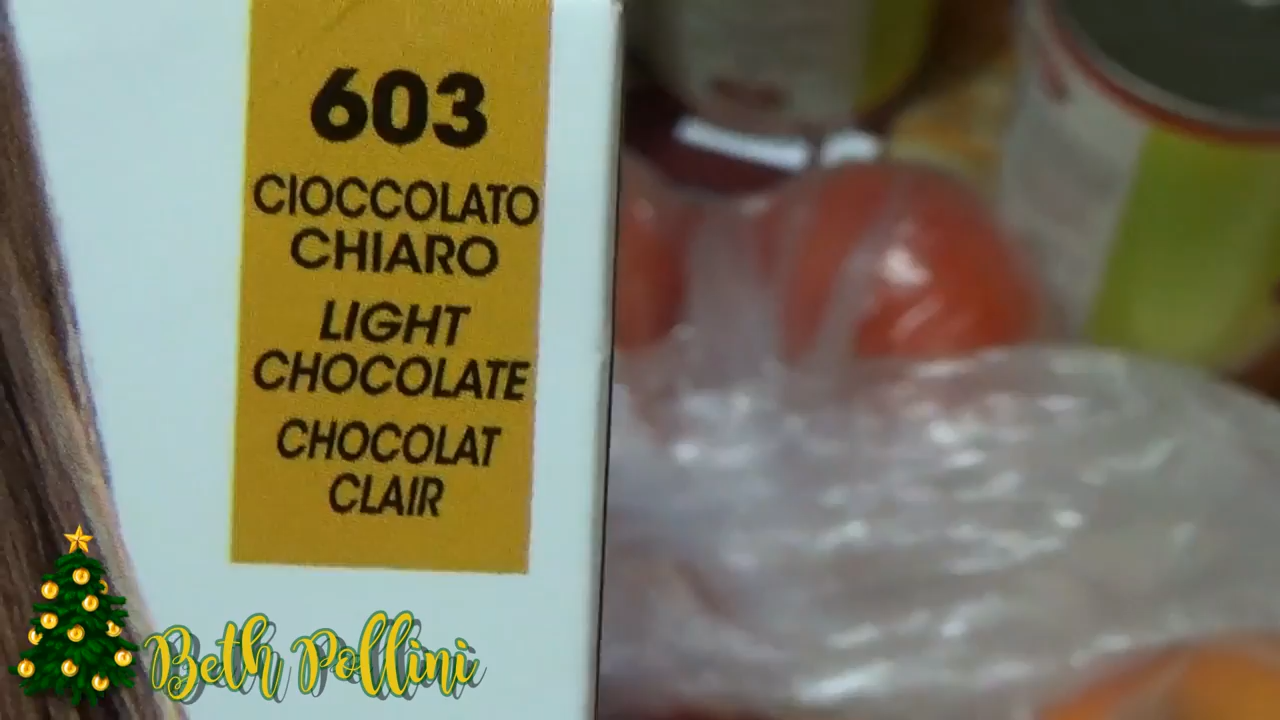 603
CIOCCOLATO
CHIARO
LIGHT
CHOCOLATE
CHOCOLAT
CLAIR
Beth Pollini